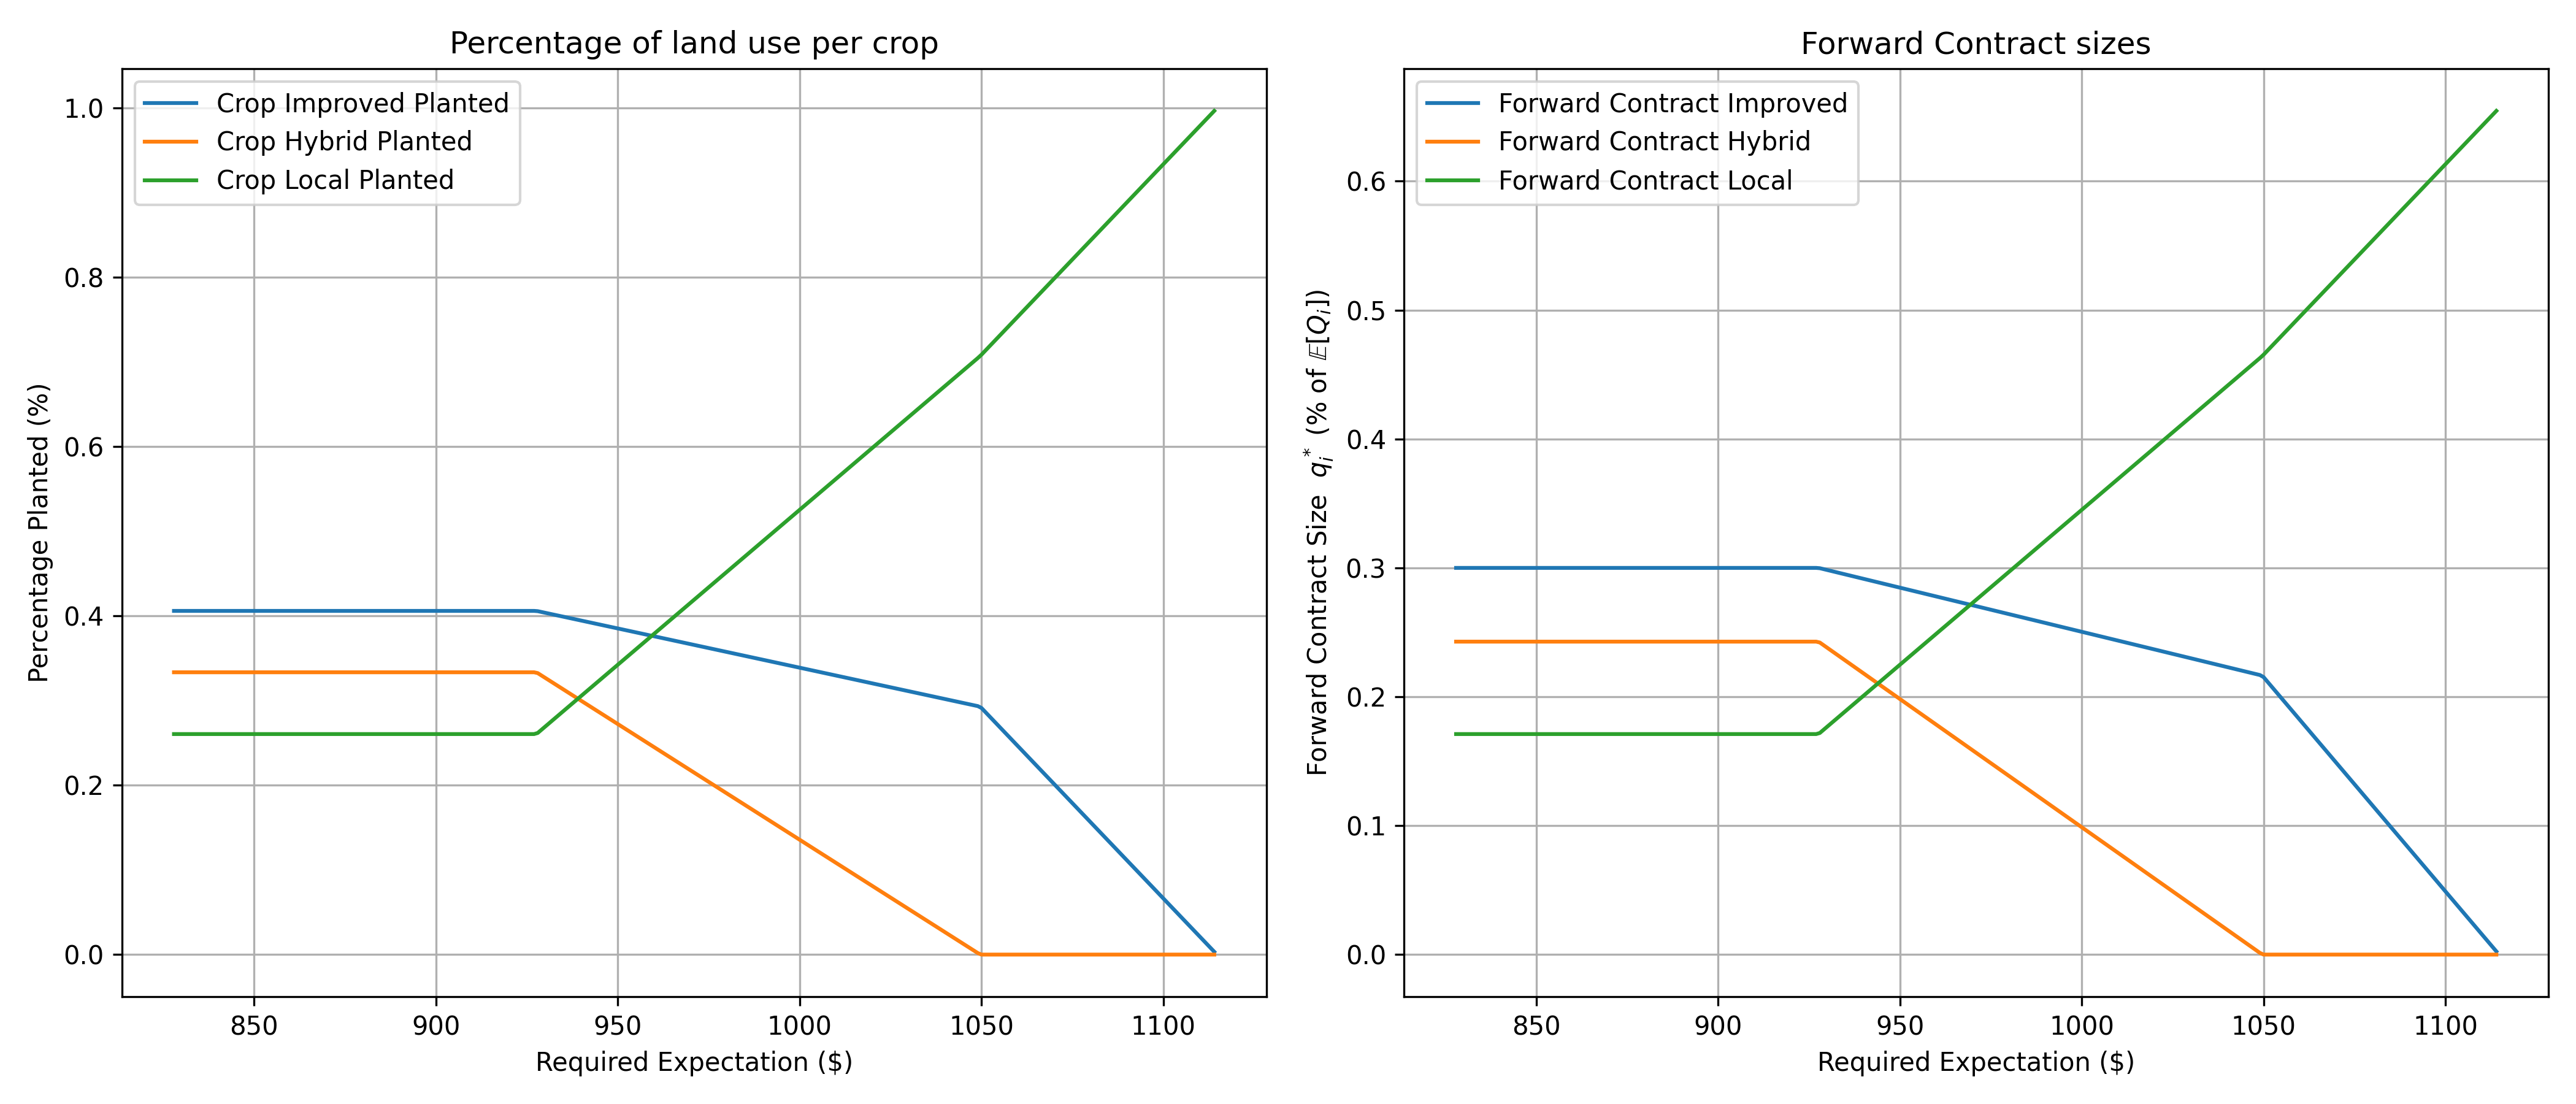 Percentage of land use per crop
Crop Improved Planted
Crop Hybrid Planted
Crop Local Planted
1.0
0.8
0.6
0.4
0.2
0.0
Percentage Planted (%)
850 900 950 1000 1050 1100
Required Expectation ($)
Forward Contract sizes
Forward Contract Improved
Forward Contract Hybrid
Forward Contract Local
0.6
0.5
0.4
0.3
0.2
0.1
0.0
Forward Contract Size $q_i^*$ (% of $\mathbb{E}[Q_i]$)
850 900 950 1000 1050 1100
Required Expectation ($)